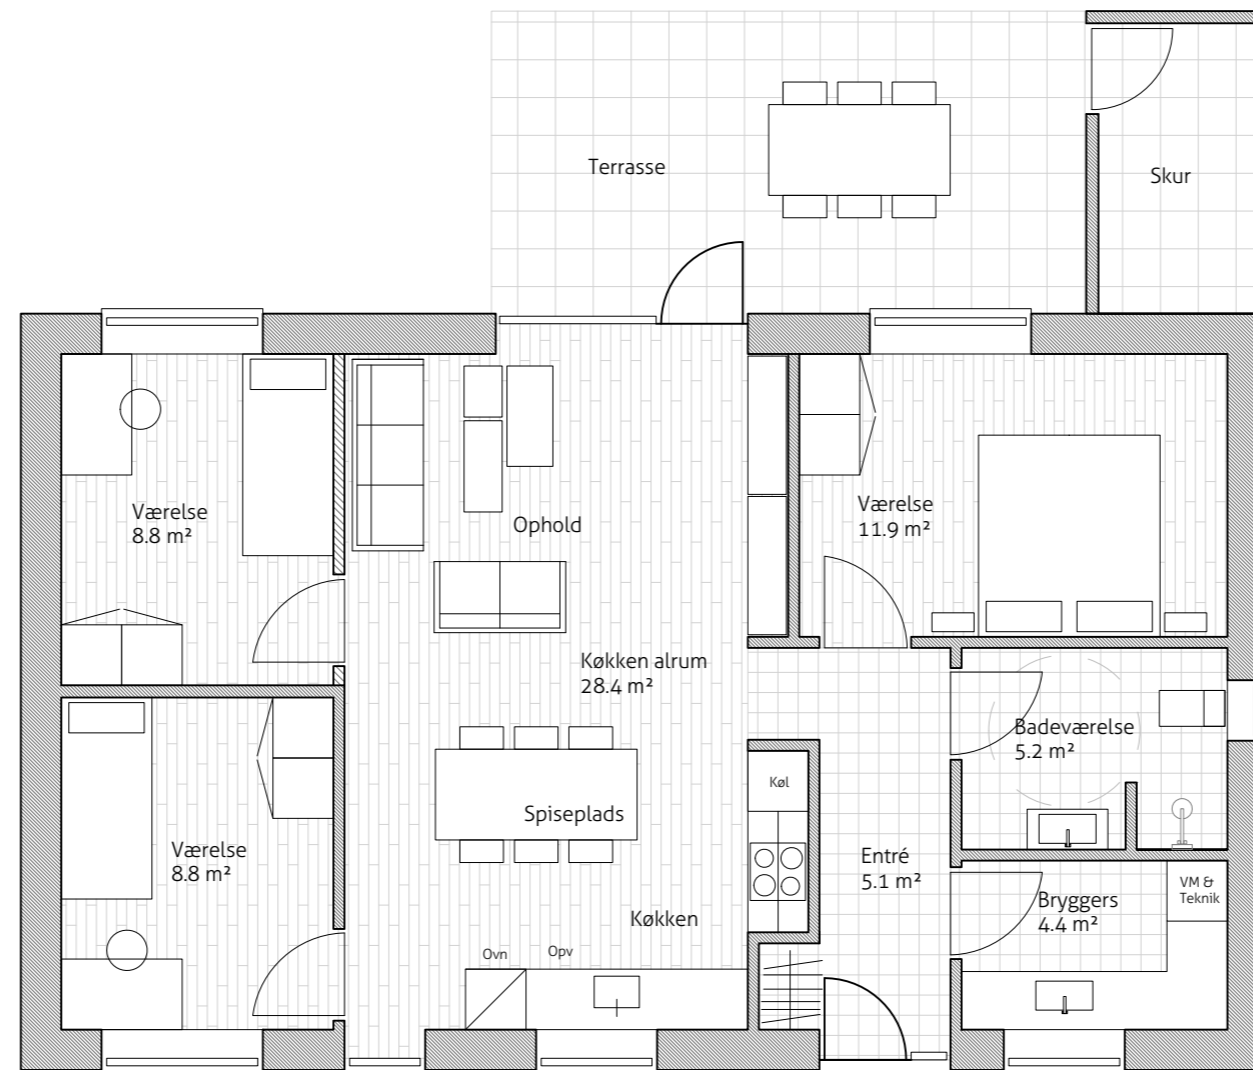 Terrasse
Skur
Værelse
8.8 m²
Ophold
Værelse
11.9 m²
Køkken alrum
28.4 m²
Badeværelse
5.2 m²
Køl
Spiseplads
Værelse
8.8 m²
Entré
5.1 m²
VM &
Teknik
Bryggers
4.4 m²
Køkken
Ovn
Opv